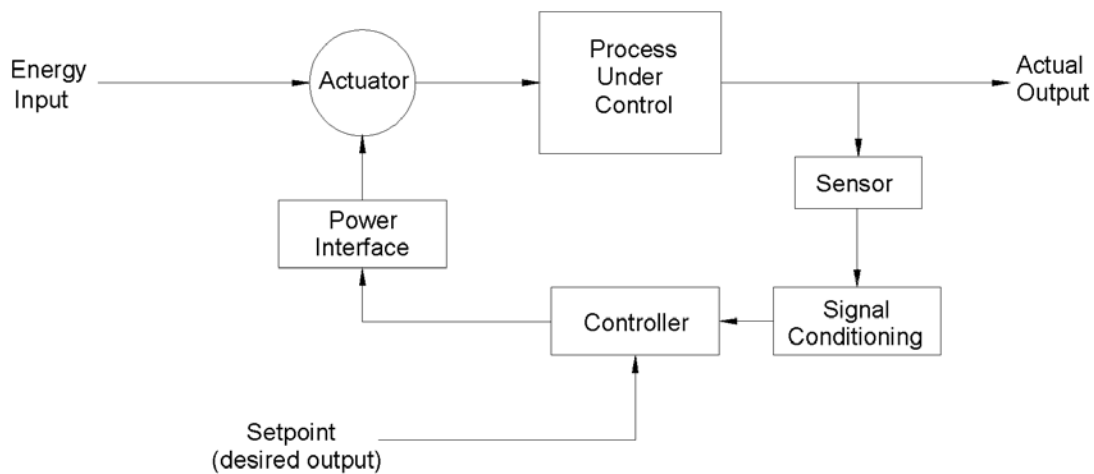 Energy
Input
Actuator
Process
Under
Control
Actual
Output
Sensor
Power
Interface
Controller
Signal
Conditioning
Setpoint
(desired output)